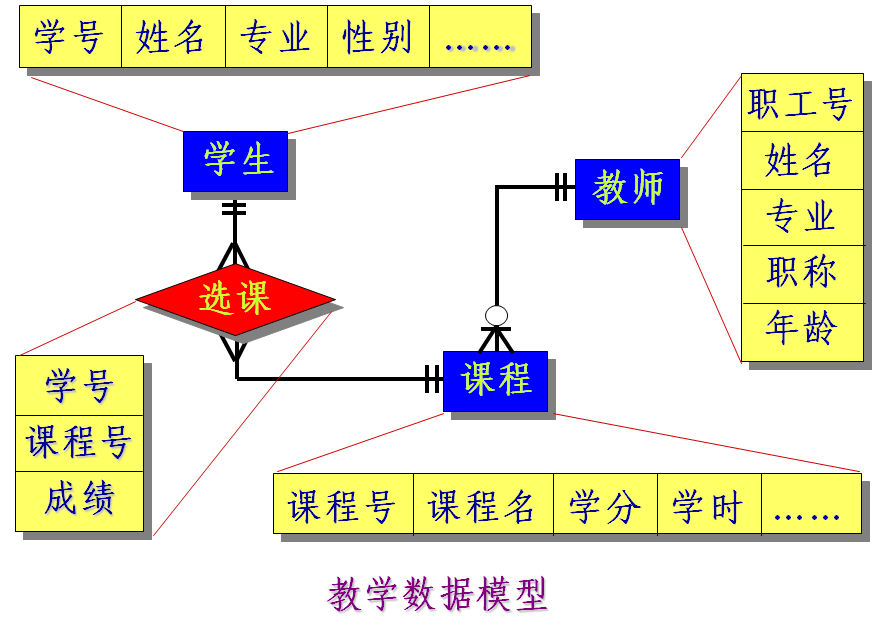 学号 姓名 专业 性别 ……
学生
教师
职工号
姓名
专业
职称
年龄
选课
学号
课程号
成绩
课程
课程号 课程名 学分 学时 ……
教学数据模型